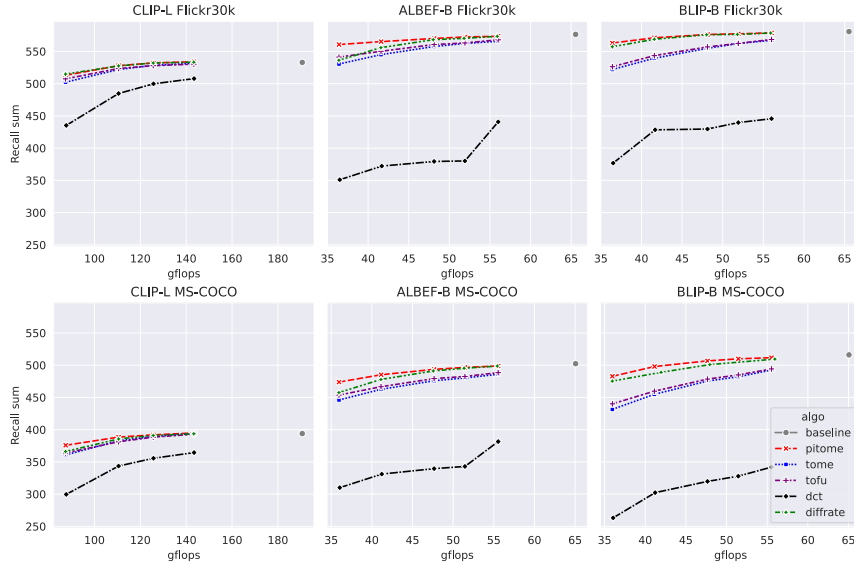 CLIP-L Flickr30k
ALBEF-B Flickr30k
BLIP-B Flickr30k
550
500
450
400
350
300
250
Recall sum
100 120 140 160 180
35 40 45 50 55 60 65
35 40 45 50 55 60 65
gflops
gflops
gflops
CLIP-L MS-COCO
ALBEF-B MS-COCO
BLIP-B MS-COCO
550
500
450
400
350
300
250
Recall sum
algo
baseline
pitome
tome
tofu
dct
diffrate
100 120 140 160 180
35 40 45 50 55 60 65
35 40 45 50 55 60 65
gflops
gflops
gflops